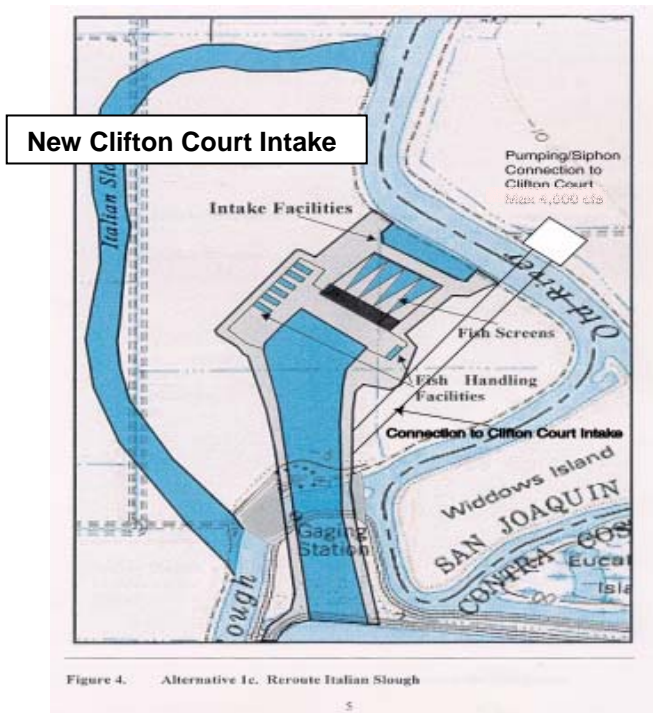 New Clifton Court Intake
Pumping/Siphon
Connection to
Clifton Court
Max 4,000 cfs
Italian Slo
Intake Facilities
Old River
Fish Screens
Fish Handling
Facilities
Connection to Clifton Court Intake
Gaging
Station
Widdows Island
SAN JOAQUIN
CONTRA COS
Eucal
Isla
ough
Figure 4. Alternative 1c. Reroute Italian Slough
5